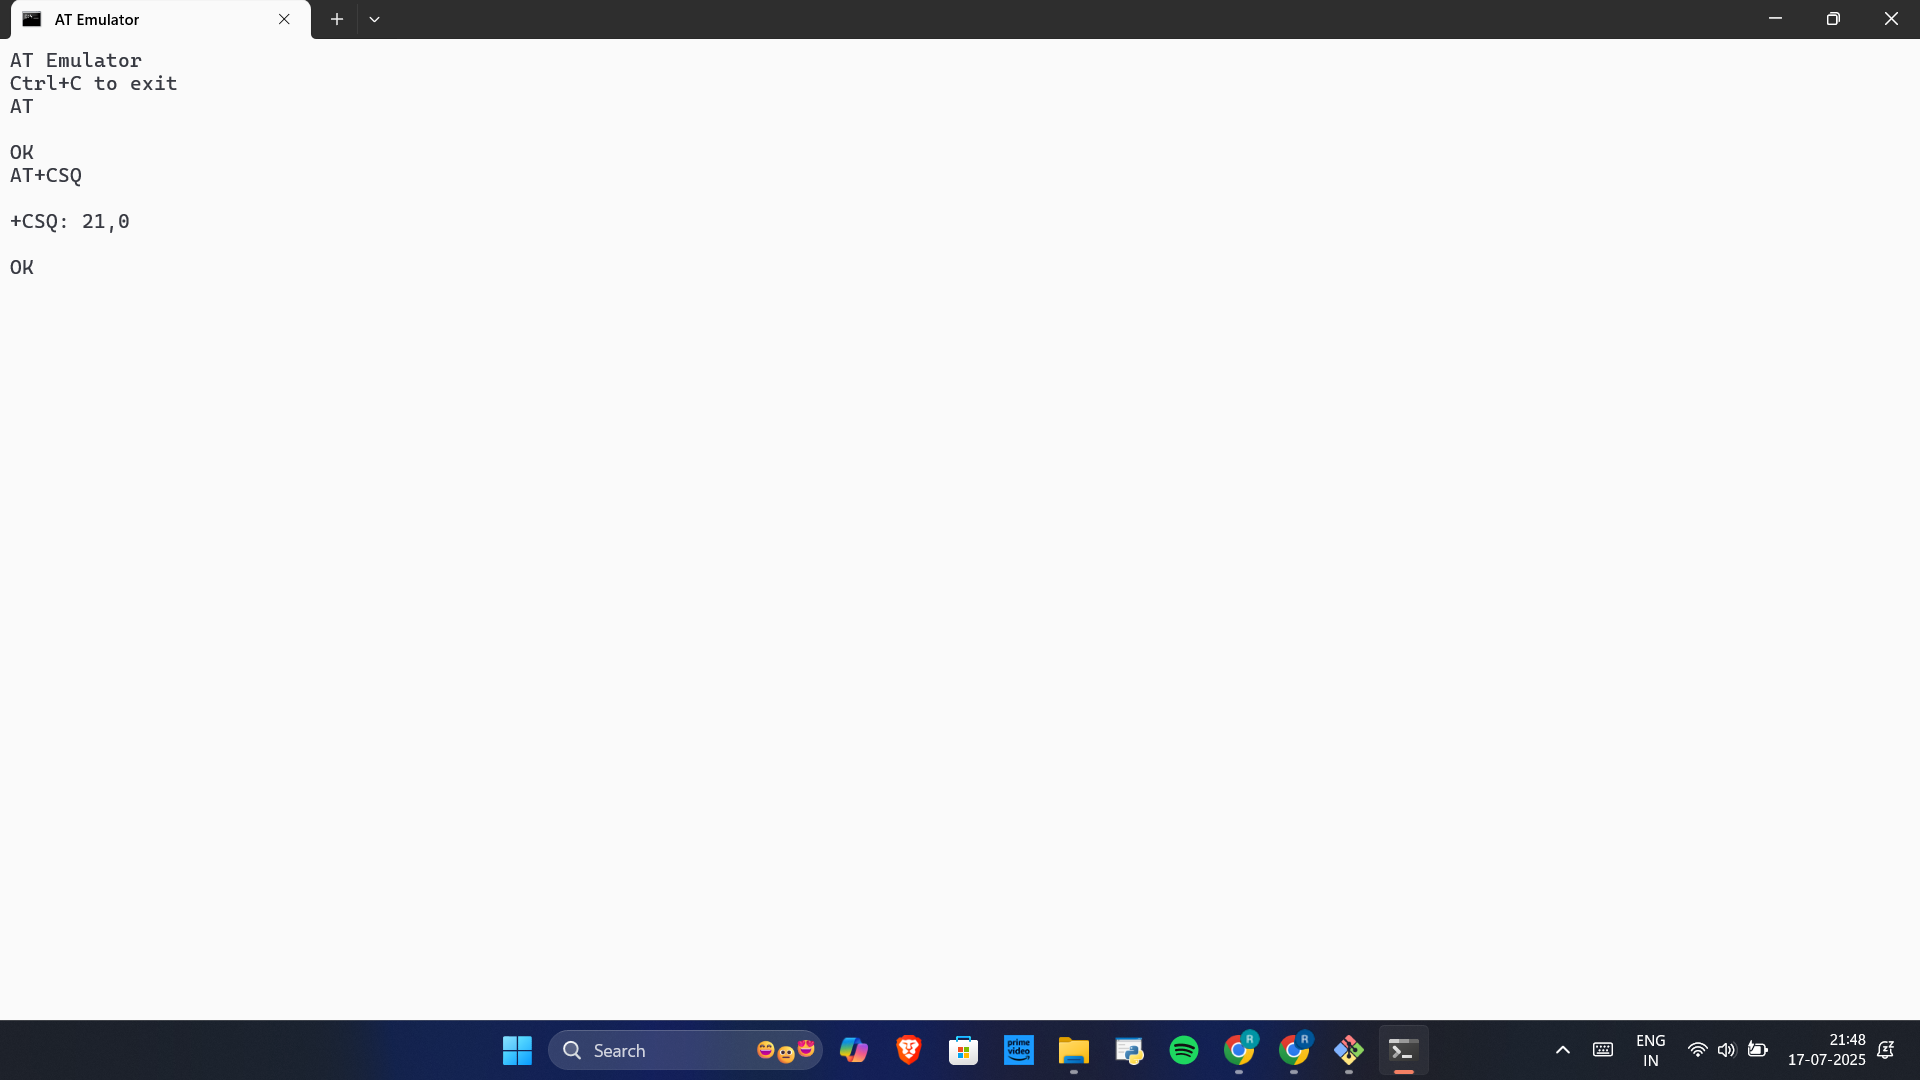 AT Emulator
AT Emulator
Ctrl+C to exit
AT
OK
AT+CSQ
+CSQ: 21,0
OK
Search
prime
video
R
R
ENG
IN
21:48
17-07-2025